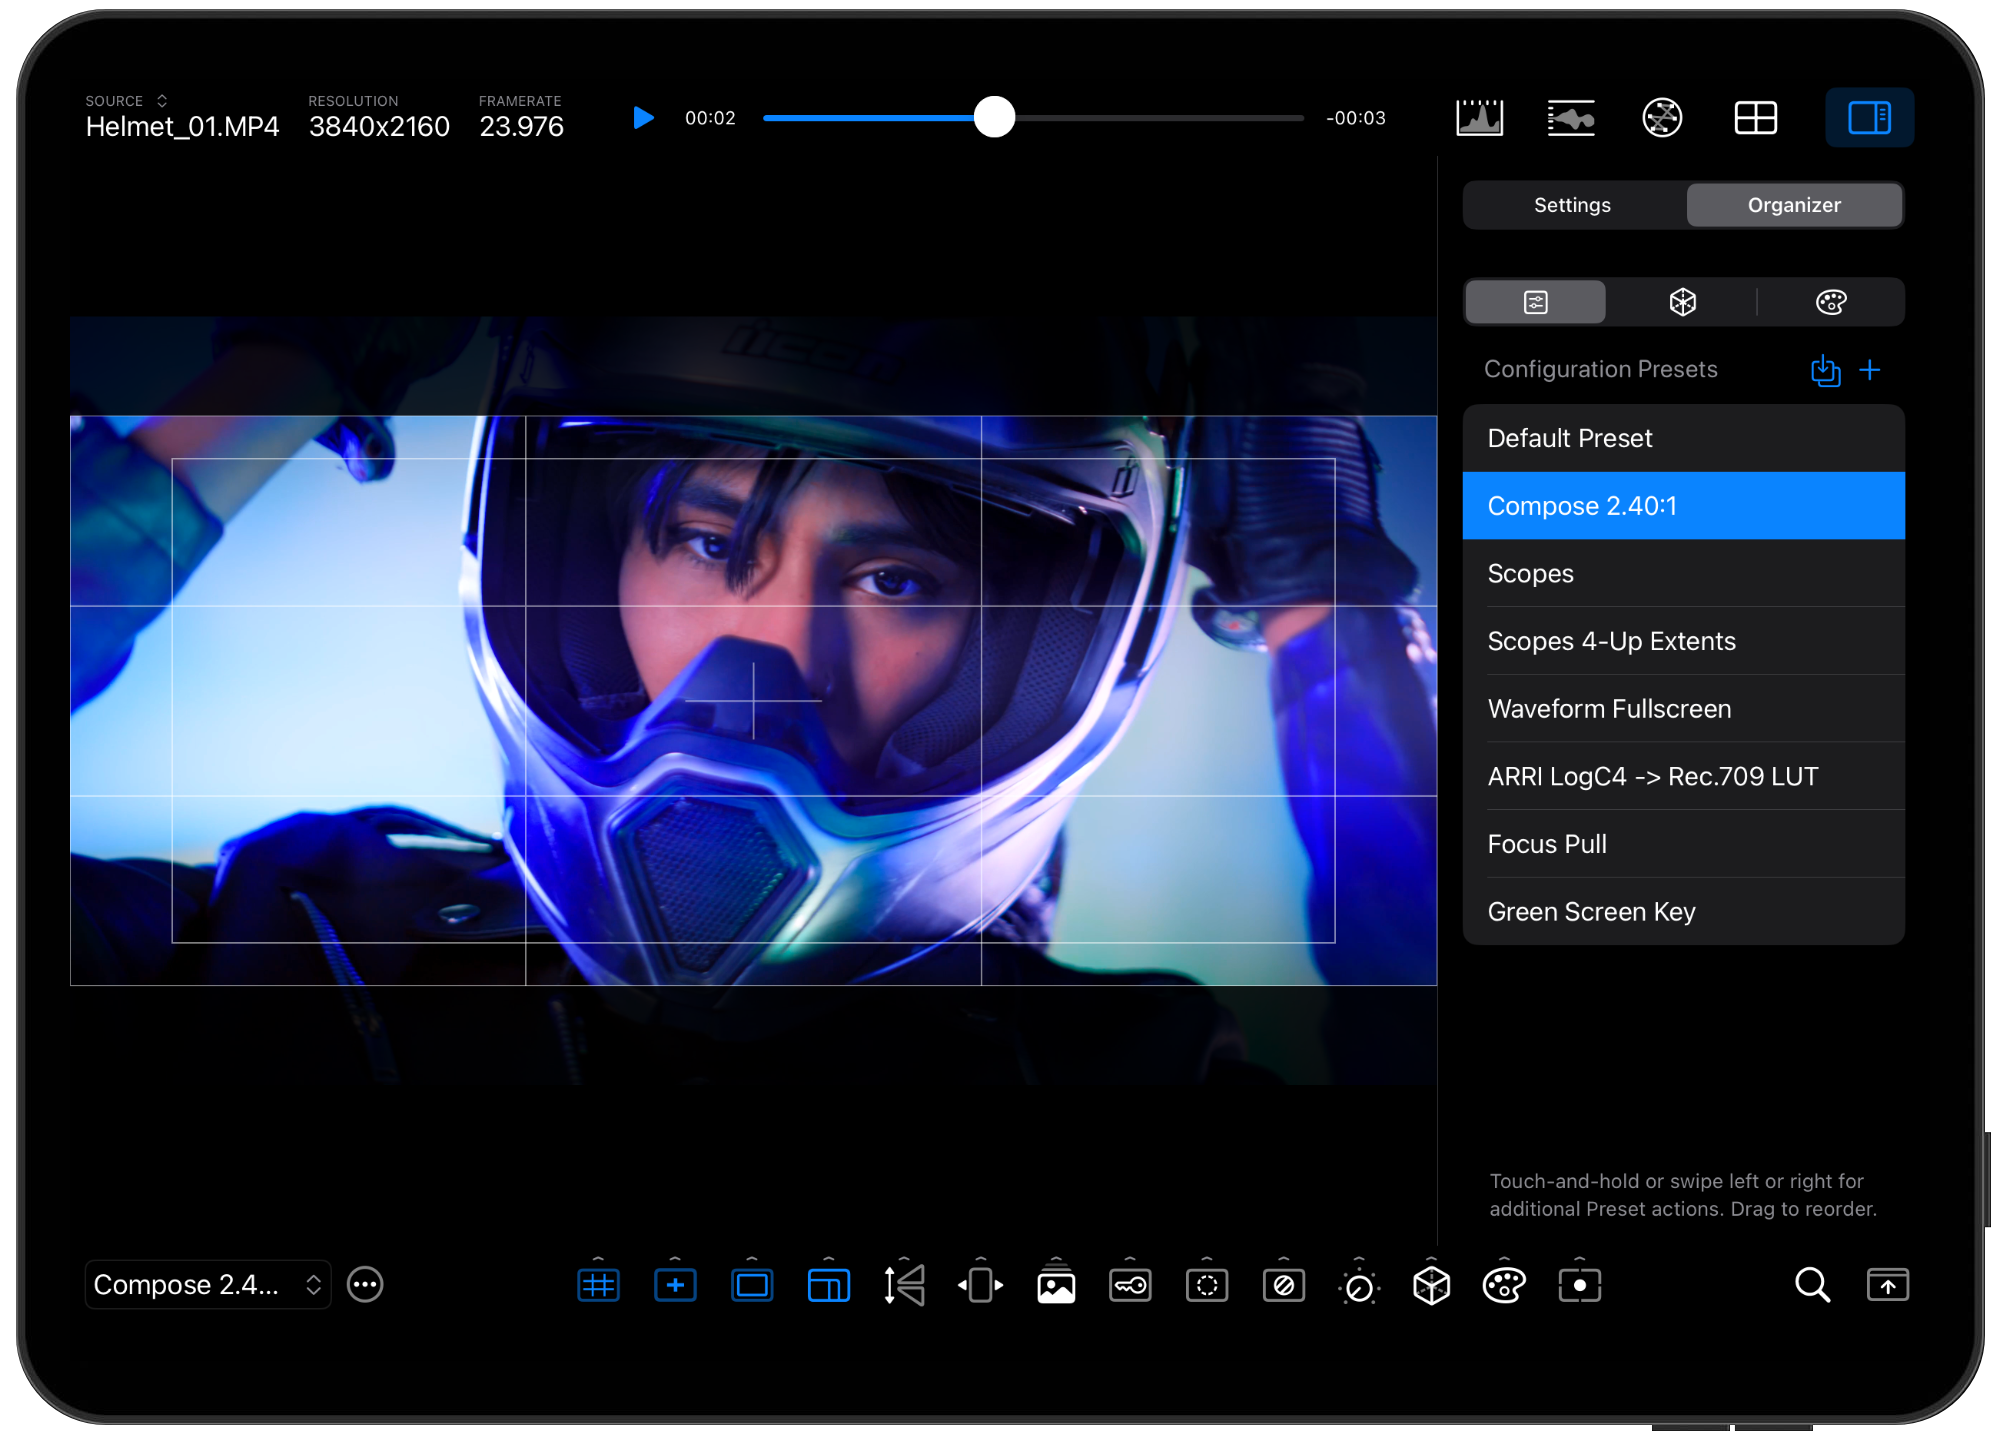 SOURCE
Helmet_01.MP4
RESOLUTION
3840x2160
FRAMERATE
23.976
00:02
-00:03
Settings
Organizer
Configuration Presets
Default Preset
Compose 2.40:1
Scopes
Scopes 4-Up Extents
Waveform Fullscreen
ARRI LogC4 -> Rec.709 LUT
Focus Pull
Green Screen Key
Touch-and-hold or swipe left or right for
additional Preset actions. Drag to reorder.
Compose 2.4...